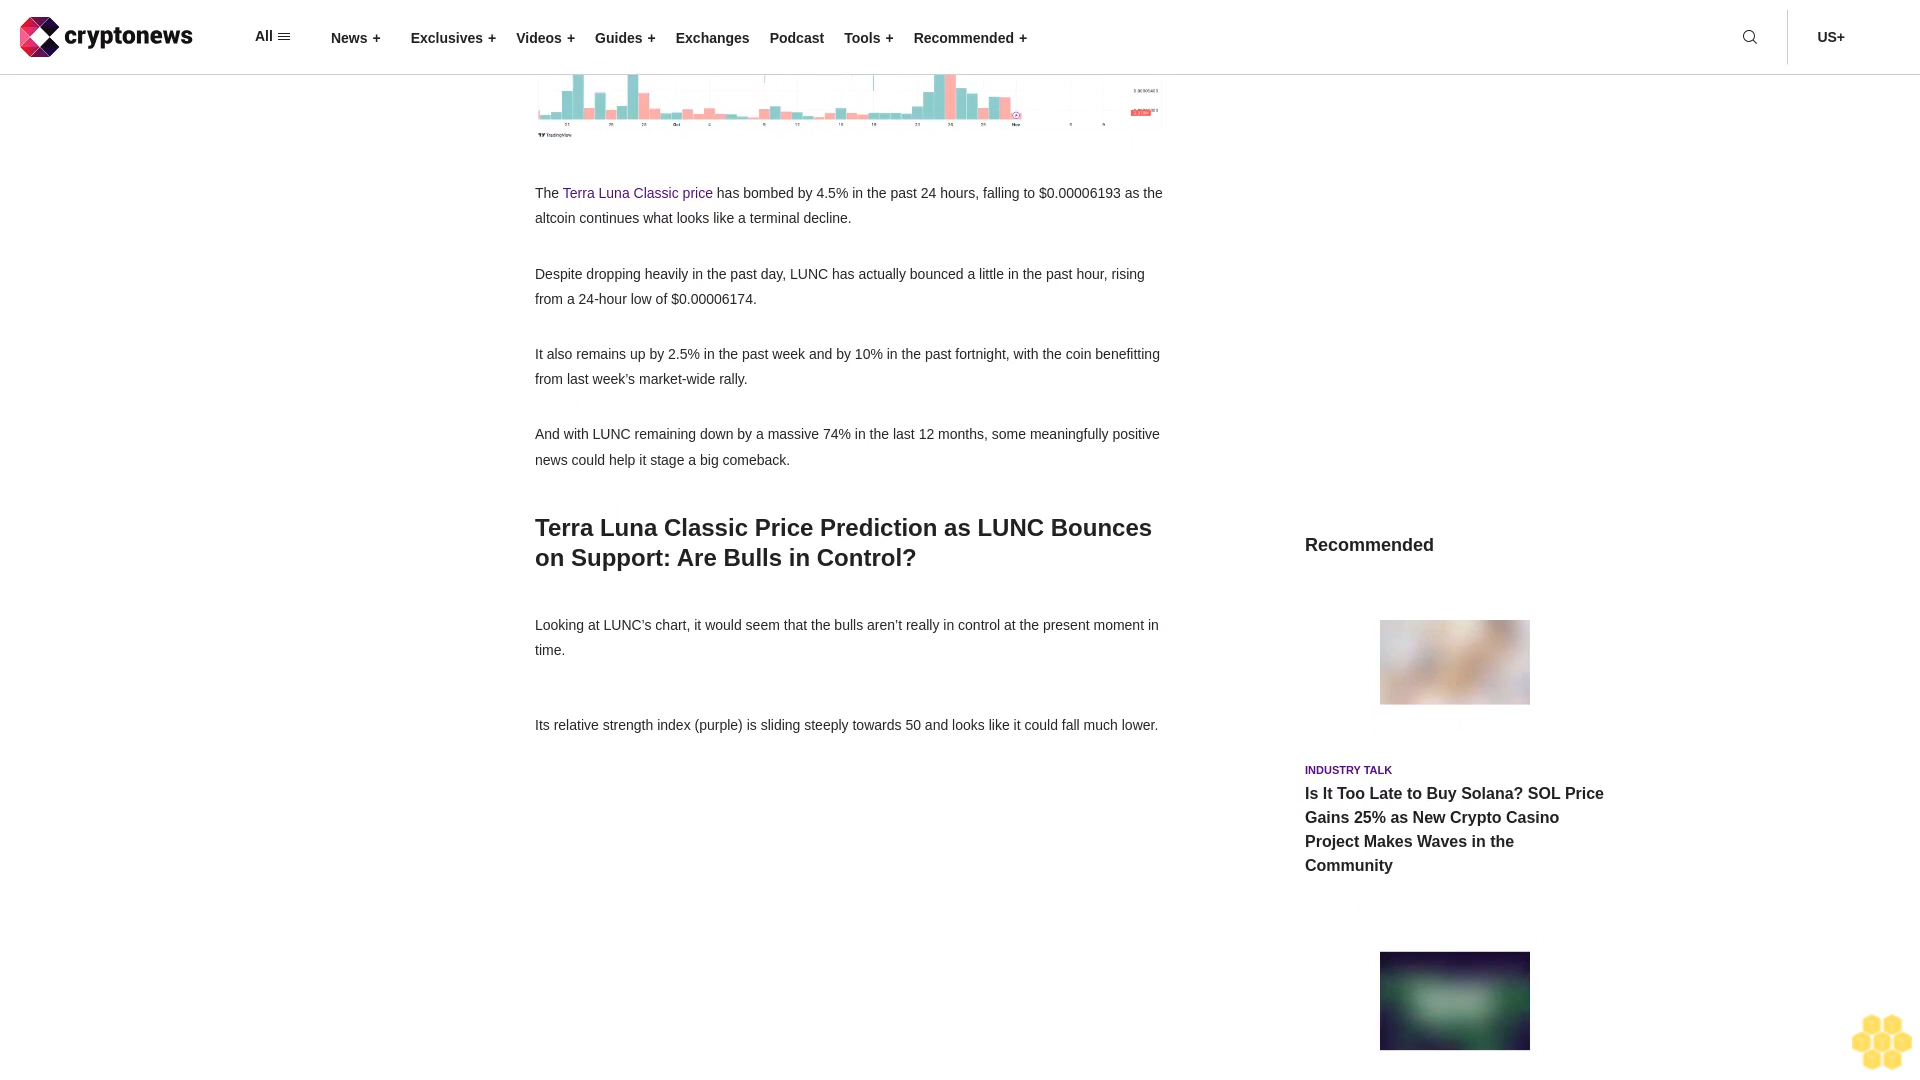 cryptonews
All
News +
Exclusives +
Videos +
Guides +
Exchanges
Podcast
Tools +
Recommended +
US+
Oct
Nov
TradingView
The Terra Luna Classic price has bombed by 4.5% in the past 24 hours, falling to $0.00006193 as the
altcoin continues what looks like a terminal decline.
Despite dropping heavily in the past day, LUNC has actually bounced a little in the past hour, rising
from a 24-hour low of $0.00006174.
It also remains up by 2.5% in the past week and by 10% in the past fortnight, with the coin benefitting
from last week’s market-wide rally.
And with LUNC remaining down by a massive 74% in the last 12 months, some meaningfully positive
news could help it stage a big comeback.
Terra Luna Classic Price Prediction as LUNC Bounces
on Support: Are Bulls in Control?
Looking at LUNC’s chart, it would seem that the bulls aren’t really in control at the present moment in
time.
Its relative strength index (purple) is sliding steeply towards 50 and looks like it could fall much lower.
Recommended
INDUSTRY TALK
Is It Too Late to Buy Solana? SOL Price
Gains 25% as New Crypto Casino
Project Makes Waves in the
Community